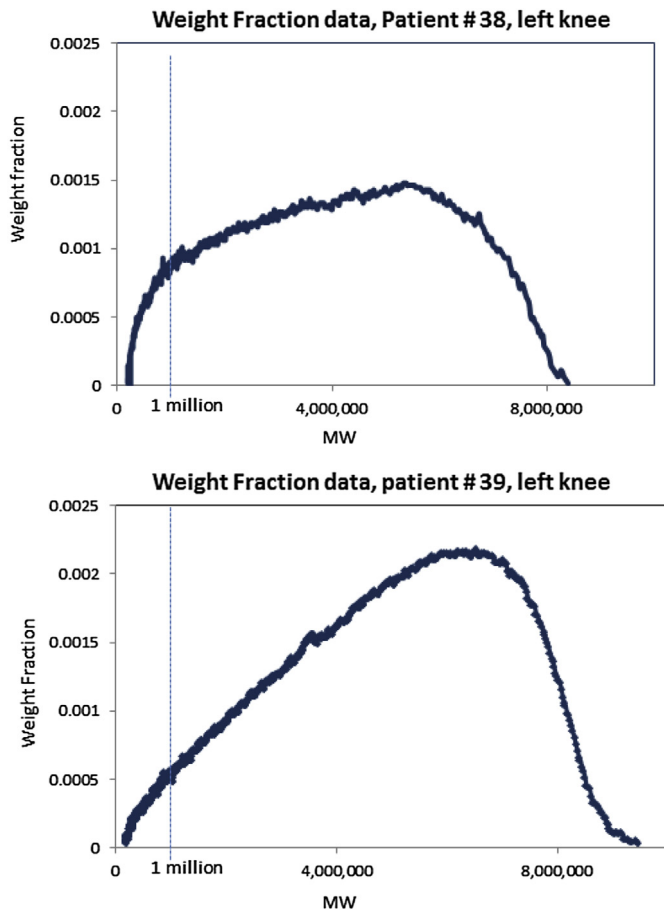 Weight Fraction data, Patient # 38, left knee
0.0025
0.002
0.0015
0.001
0.0005
0
Weight fraction
0
1 million
4,000,000
8,000,000
MW
Weight Fraction data, patient # 39, left knee
0.0025
0.002
0.0015
0.001
0.0005
0
Weight Fraction
0
1 million
4,000,000
8,000,000
MW